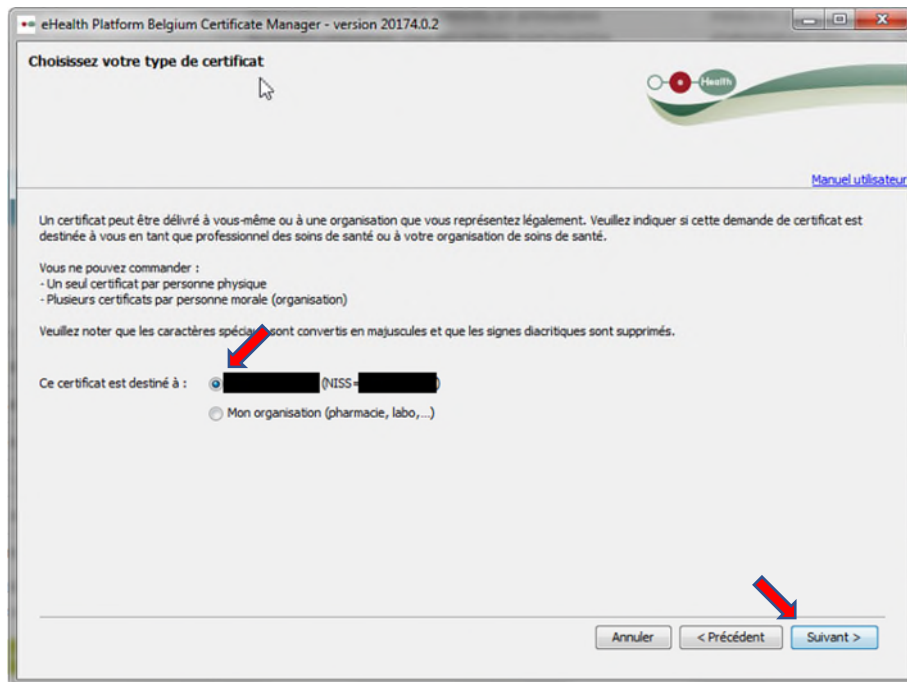 eHealth Platform Belgium Certificate Manager - version 20174.0.2
Choisissez votre type de certificat
Health
Manuel utilisateur
Un certificat peut être délivré à vous-même ou à une organisation que vous représentez légalement. Veuillez indiquer si cette demande de certificat est
destinée à vous en tant que professionnel des soins de santé ou à votre organisation de soins de santé.
Vous ne pouvez commander :
- Un seul certificat par personne physique
- Plusieurs certificats par personne morale (organisation)
Veuillez noter que les caractères spéciaux sont convertis en majuscules et que les signes diacritiques sont supprimés.
Ce certificat est destiné à : (NISS= )
Mon organisation (pharmacie, labo,...)
Annuler < Précédent Suivant >